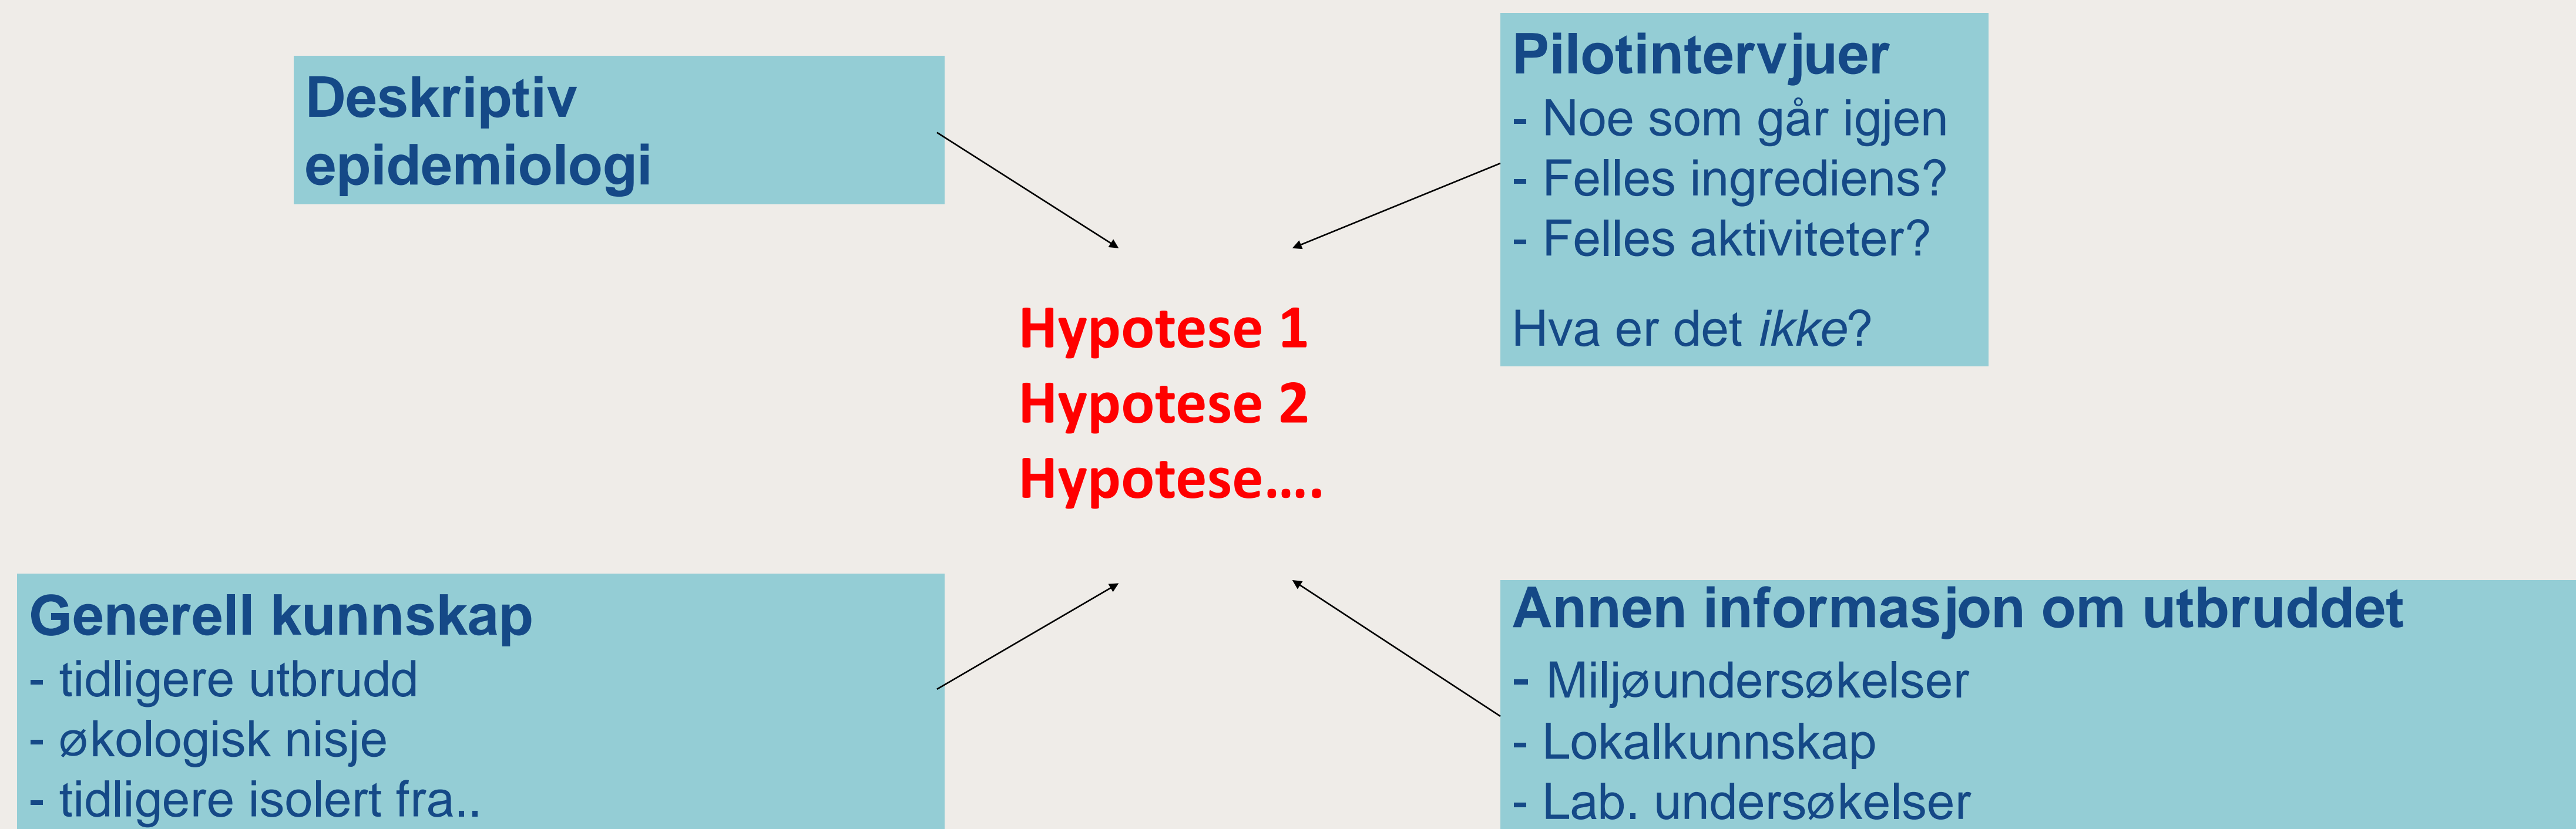 Deskriptiv
epidemiologi
Pilotintervjuer
- Noe som går igjen
- Felles ingrediens?
- Felles aktiviteter?
Hva er det ikke?
Hypotese 1
Hypotese 2
Hypotese....
Generell kunnskap
- tidligere utbrudd
- økologisk nisje
- tidligere isolert fra..
Annen informasjon om utbruddet
- Miljøundersøkelser
- Lokalkunnskap
- Lab. undersøkelser